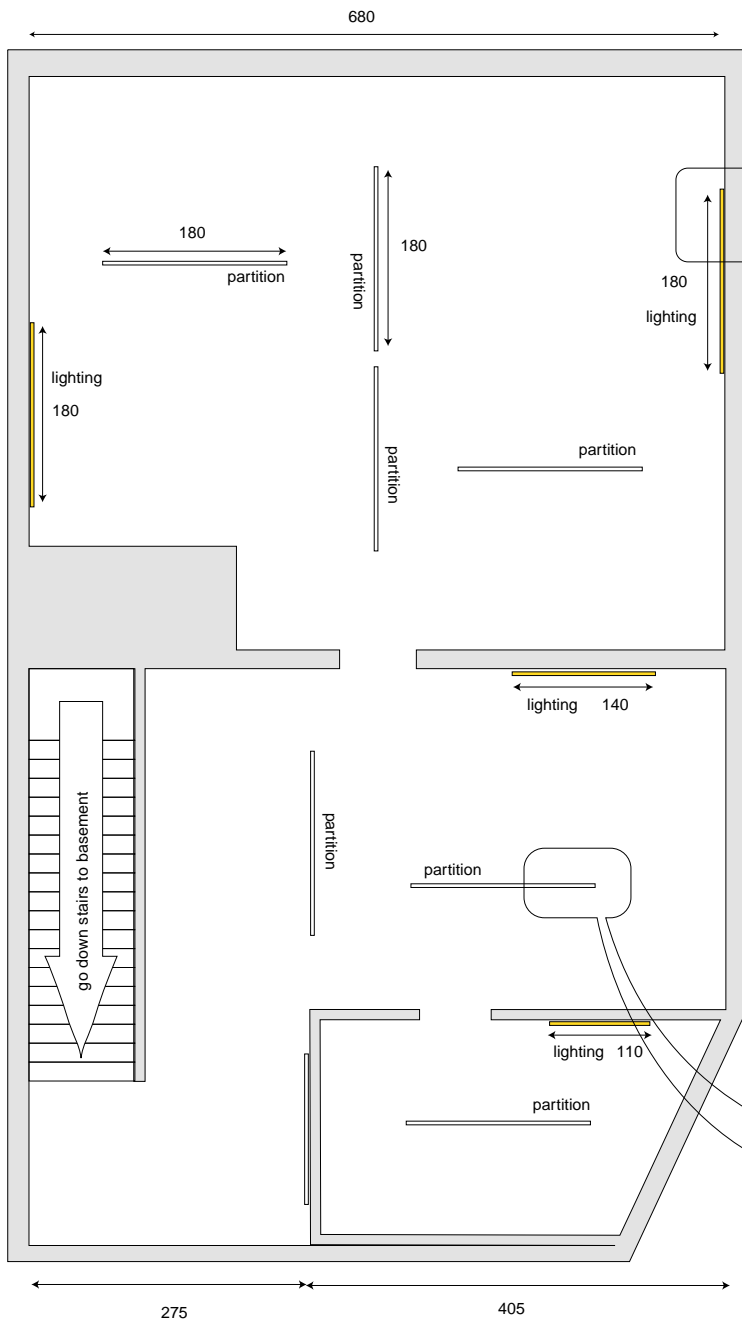 680
180
partition
partition
180
180
lighting
lighting
180
partition
partition
lighting 140
partition
go down stairs to basement
partition
lighting 110
partition
275
405